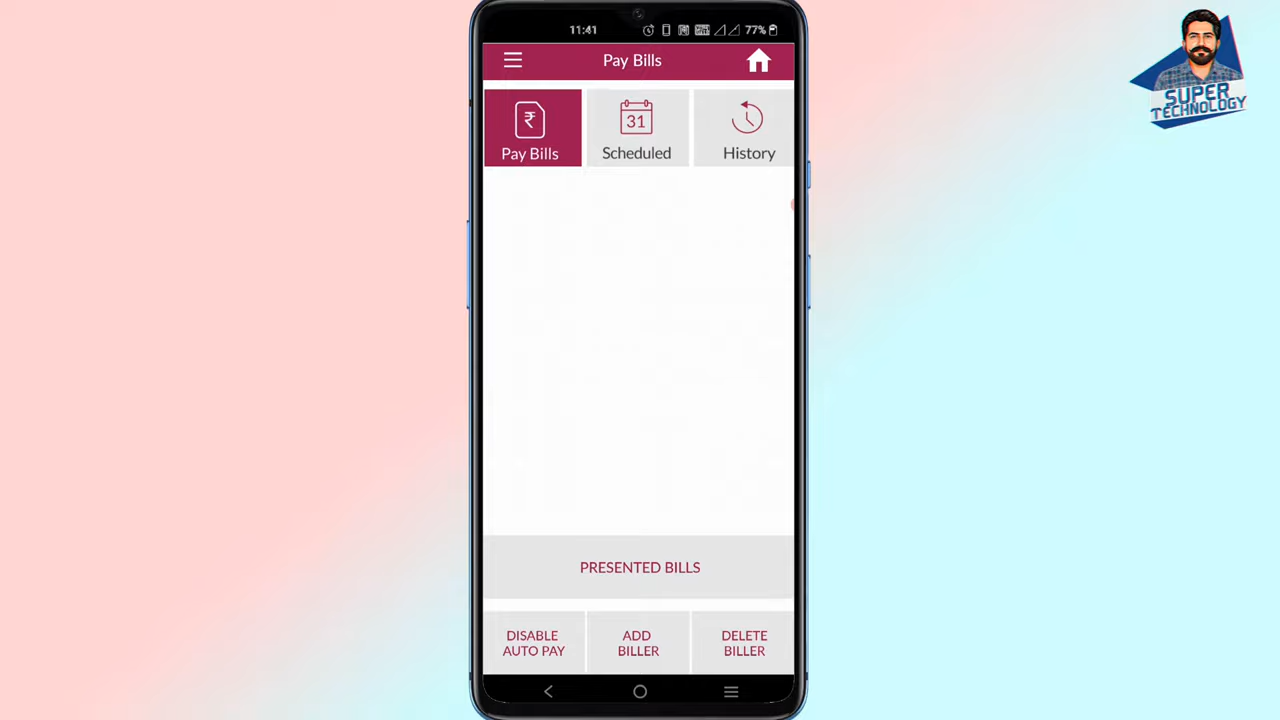 11:41
77%
Pay Bills
Pay Bills
31
Scheduled
History
PRESENTED BILLS
DISABLE
AUTO PAY
ADD
BILLER
DELETE
BILLER
SUPER
TECHNOLOGY